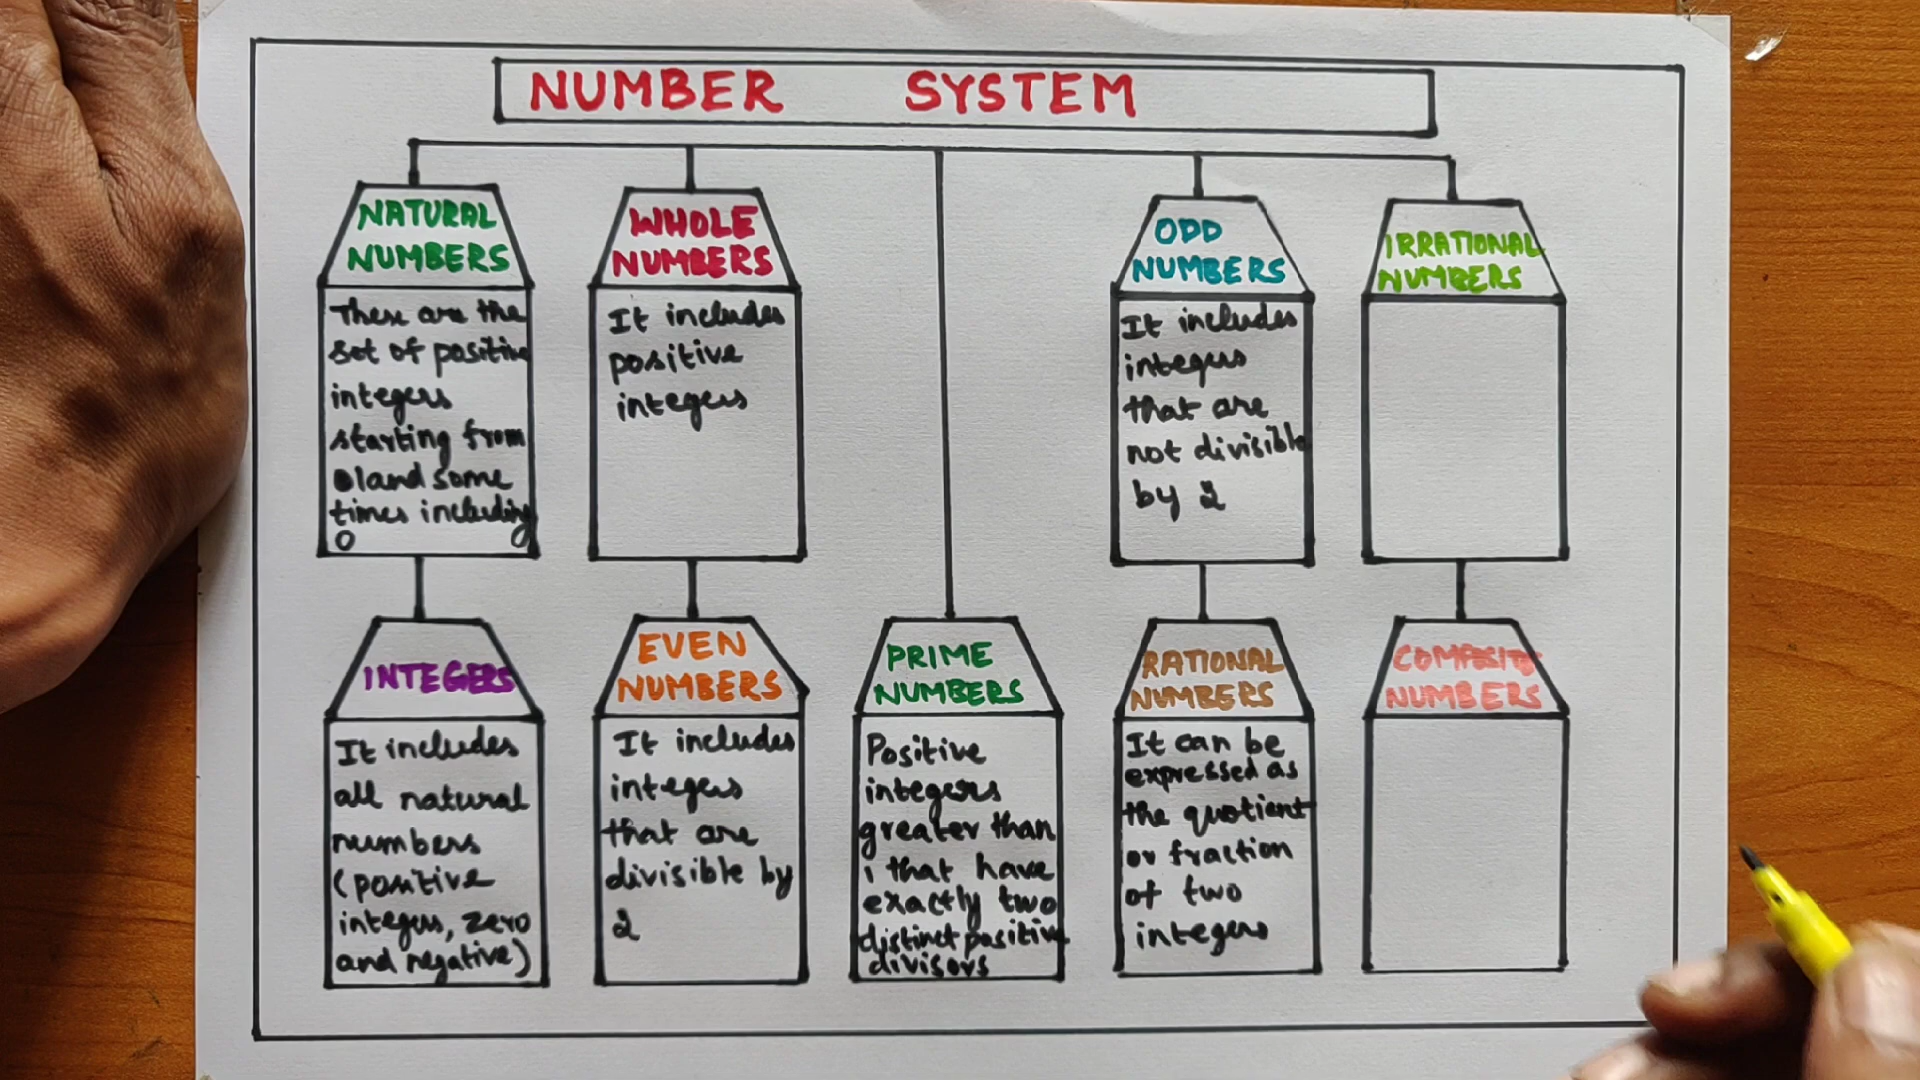 NUMBER SYSTEM
NATURAL
NUMBERS
These are the
set of positive
integers
starting from
1 and some
times including
0
WHOLE
NUMBERS
It includes
positive
integers
ODD
NUMBERS
It includes
integers
that are
not divisible
by 2
IRRATIONAL
NUMBERS
INTEGERS
It includes
all natural
numbers
(positive
integers, zero
and negative)
EVEN
NUMBERS
It includes
integers
that are
divisible by
2
PRIME
NUMBERS
Positive
integers
greater than
1 that have
exactly two
distinct positive
divisors
RATIONAL
NUMBERS
It can be
expressed as
the quotient
or fraction
of two
integers
COMPOSITE
NUMBERS